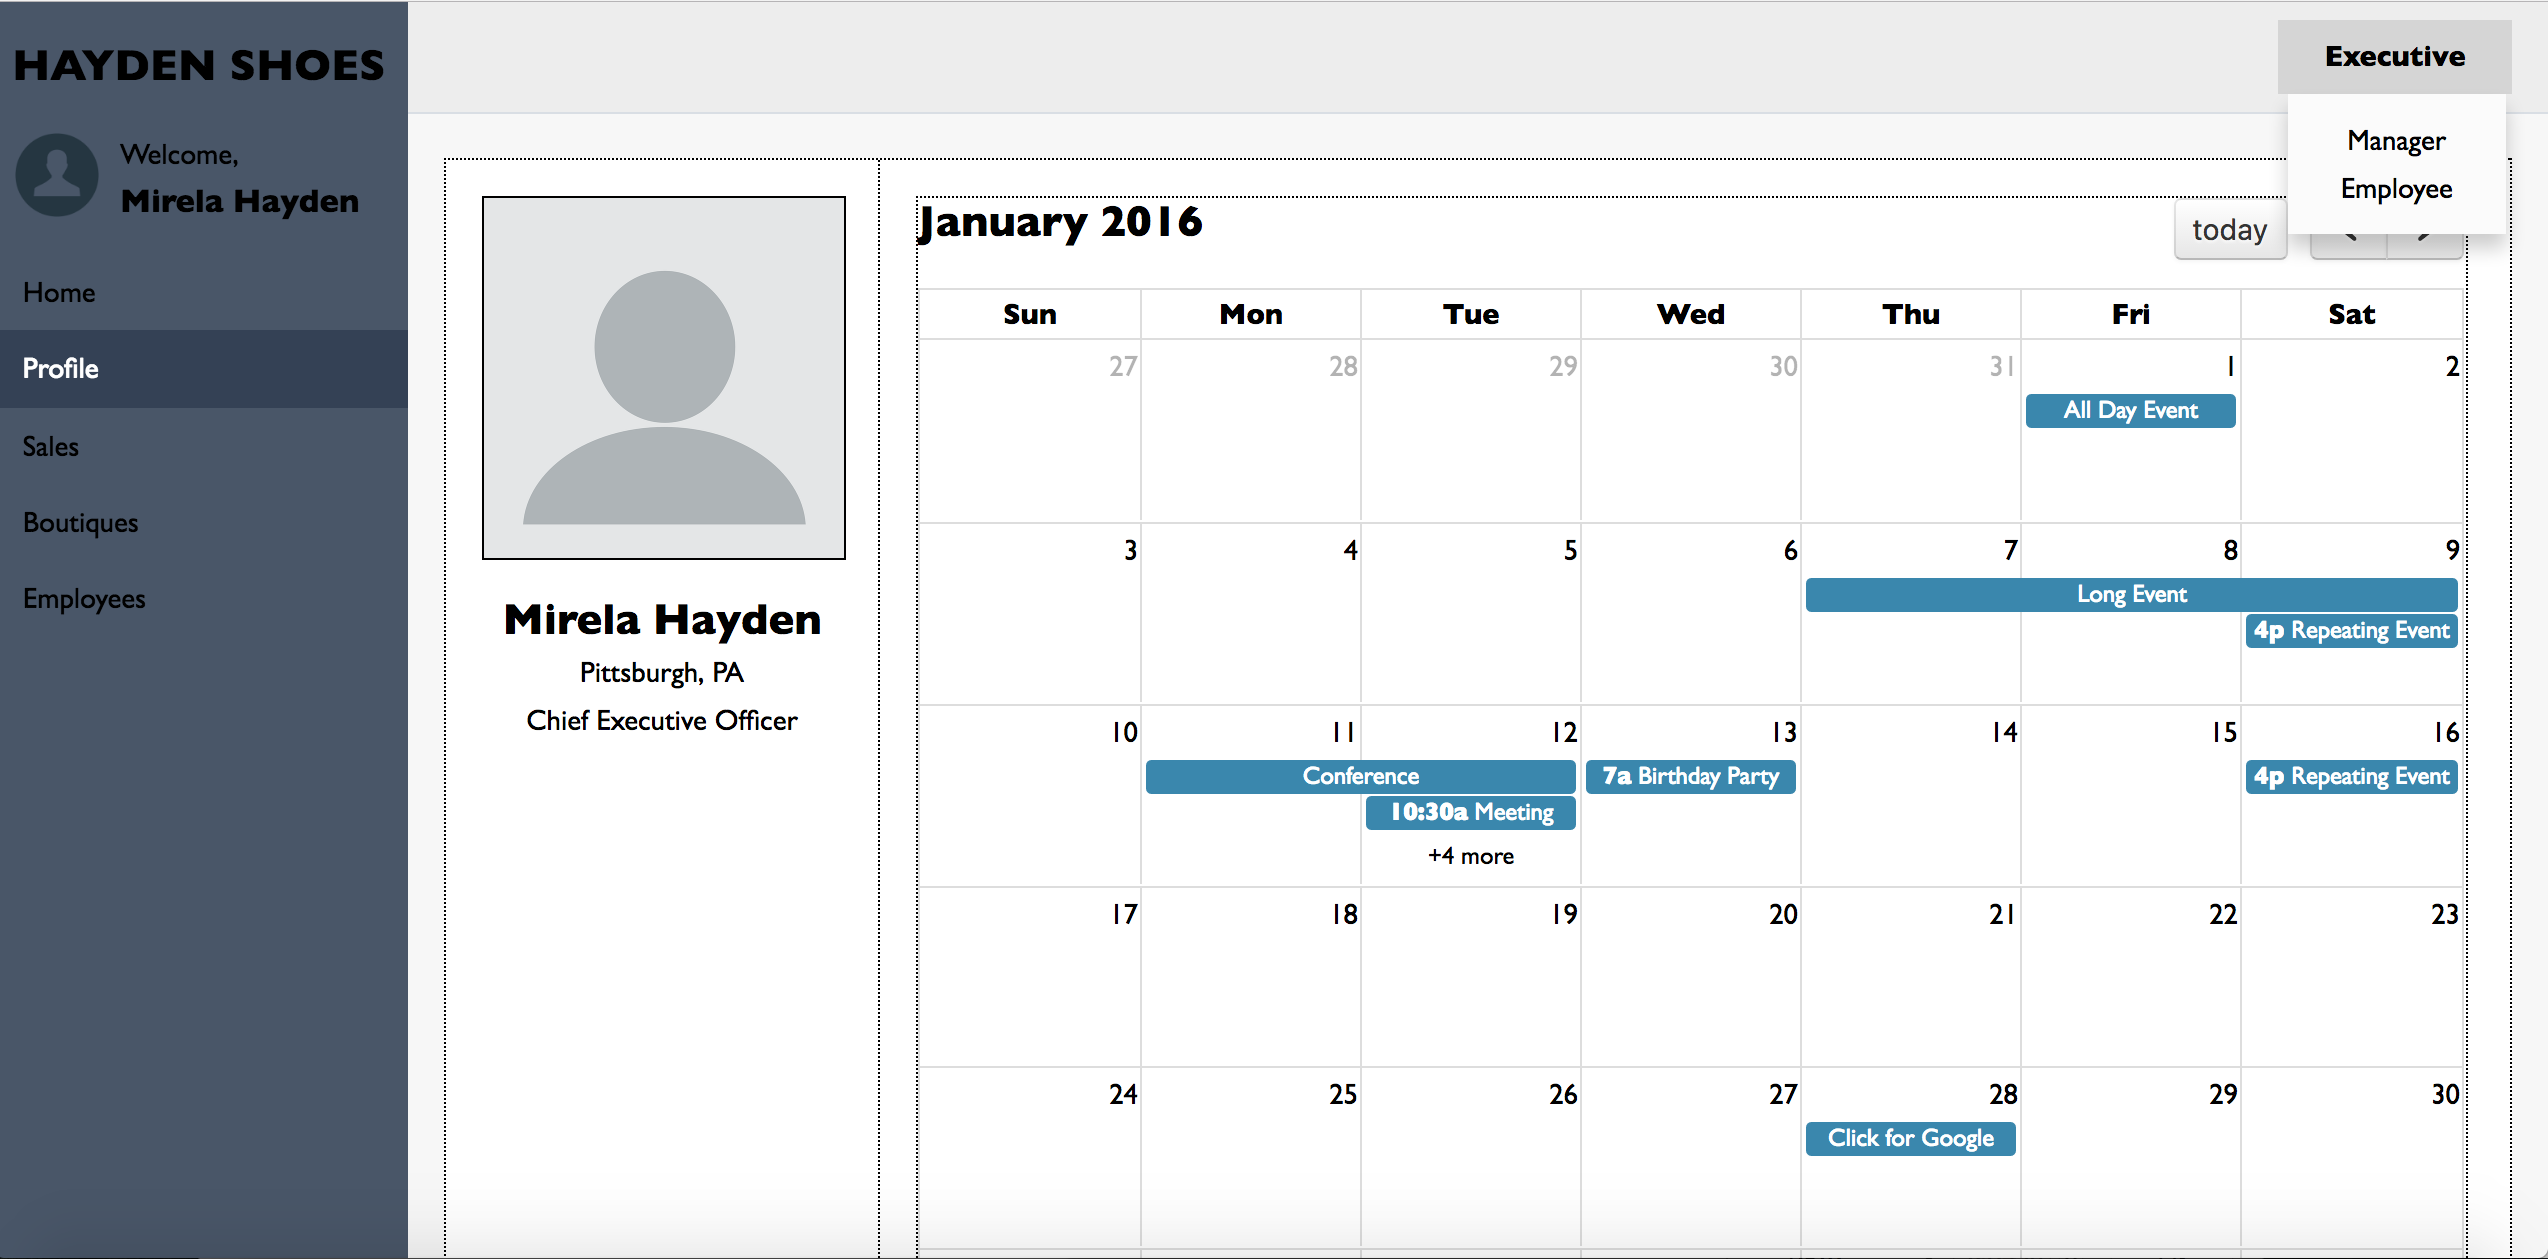 HAYDEN SHOES
Welcome,
Mirela Hayden
Home
Profile
Sales
Boutiques
Employees
Executive
Manager
Employee
Mirela Hayden
Pittsburgh, PA
Chief Executive Officer
January 2016
today
Sun Mon Tue Wed Thu Fri Sat
27 28 29 30 31 1 2
All Day Event
3 4 5 6 7 8 9
Long Event
4p Repeating Event
10 11 12 13 14 15 16
Conference 7a Birthday Party 4p Repeating Event
10:30a Meeting
+4 more
17 18 19 20 21 22 23
24 25 26 27 28 29 30
Click for Google